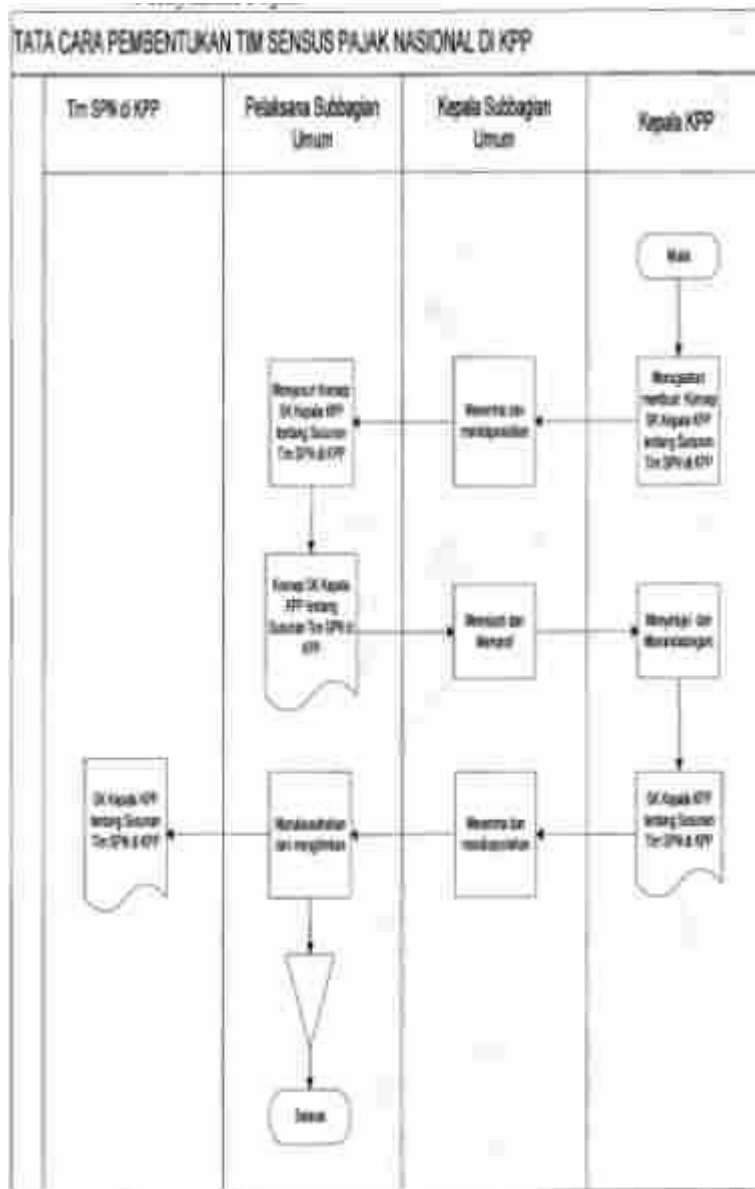 TATA CARA PEMBENTUKAN TIM SENSUS PAJAK NASIONAL DI KPP
Tim SPN di KPP
Pelaksana Subbagian
Umum
Kepala Subbagian
Umum
Kepala KPP
Mulai
Menugaskan
membuat Konsep
SK Kepala KPP
tentang Susunan
Tim SPN di KPP
Menerima dan
mendisposisikan
Menyusun Konsep
SK Kepala KPP
tentang Susunan
Tim SPN di KPP
Konsep SK Kepala
KPP tentang
Susunan Tim SPN di
KPP
Meneliti dan
Memaraf
Menyetujui dan
Menandatangani
SK Kepala KPP
tentang Susunan
Tim SPN di KPP
Menerima dan
mendisposisikan
Menatausahakan
dan mengirimkan
SK Kepala KPP
tentang Susunan
Tim SPN di KPP
Selesai